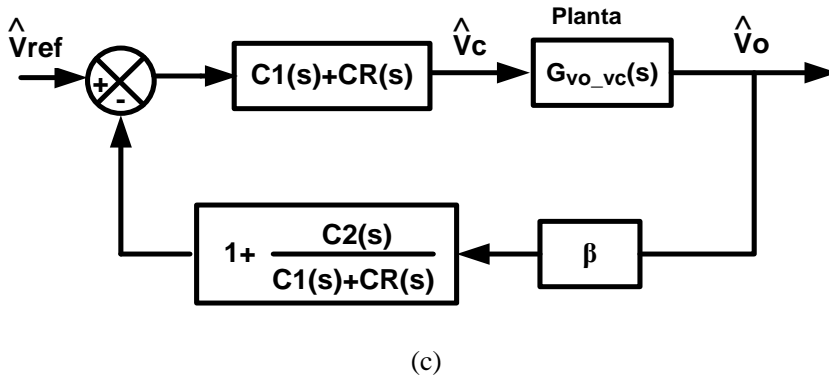 Planta
^ Vref
C1(s)+CR(s)
^ Vc
Gvo_vc(s)
^ Vo
+
-
1+ C2(s)
C1(s)+CR(s)
β
(c)